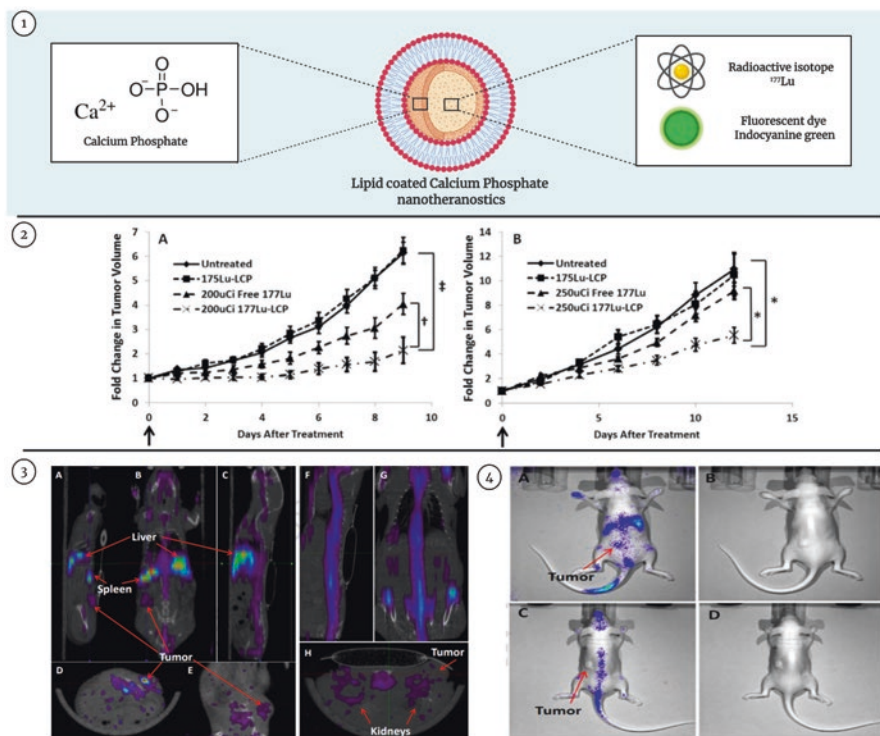 1
O
O⁻ P OH
Ca²⁺ O⁻
Calcium Phosphate
Lipid coated Calcium Phosphate
nanotheranostics
Radioactive isotope
¹⁷⁷Lu
Fluorescent dye
Indocyanine green
2
A
Fold Change in Tumor Volume
7
6
5
4
3
2
1
0
Untreated
175Lu-LCP
200uCi Free 177Lu
200uCi 177Lu-LCP
‡
†
0 2 4 6 8 10
Days After Treatment
B
Fold Change in Tumor Volume
14
12
10
8
6
4
2
0
Untreated
175Lu-LCP
250uCi Free 177Lu
250uCi 177Lu-LCP
*
*
0 5 10 15
Days After Treatment
3
A B C F G
Liver
Spleen
Tumor
D E
H
Tumor
Kidneys
4
A B
Tumor
C D
Tumor